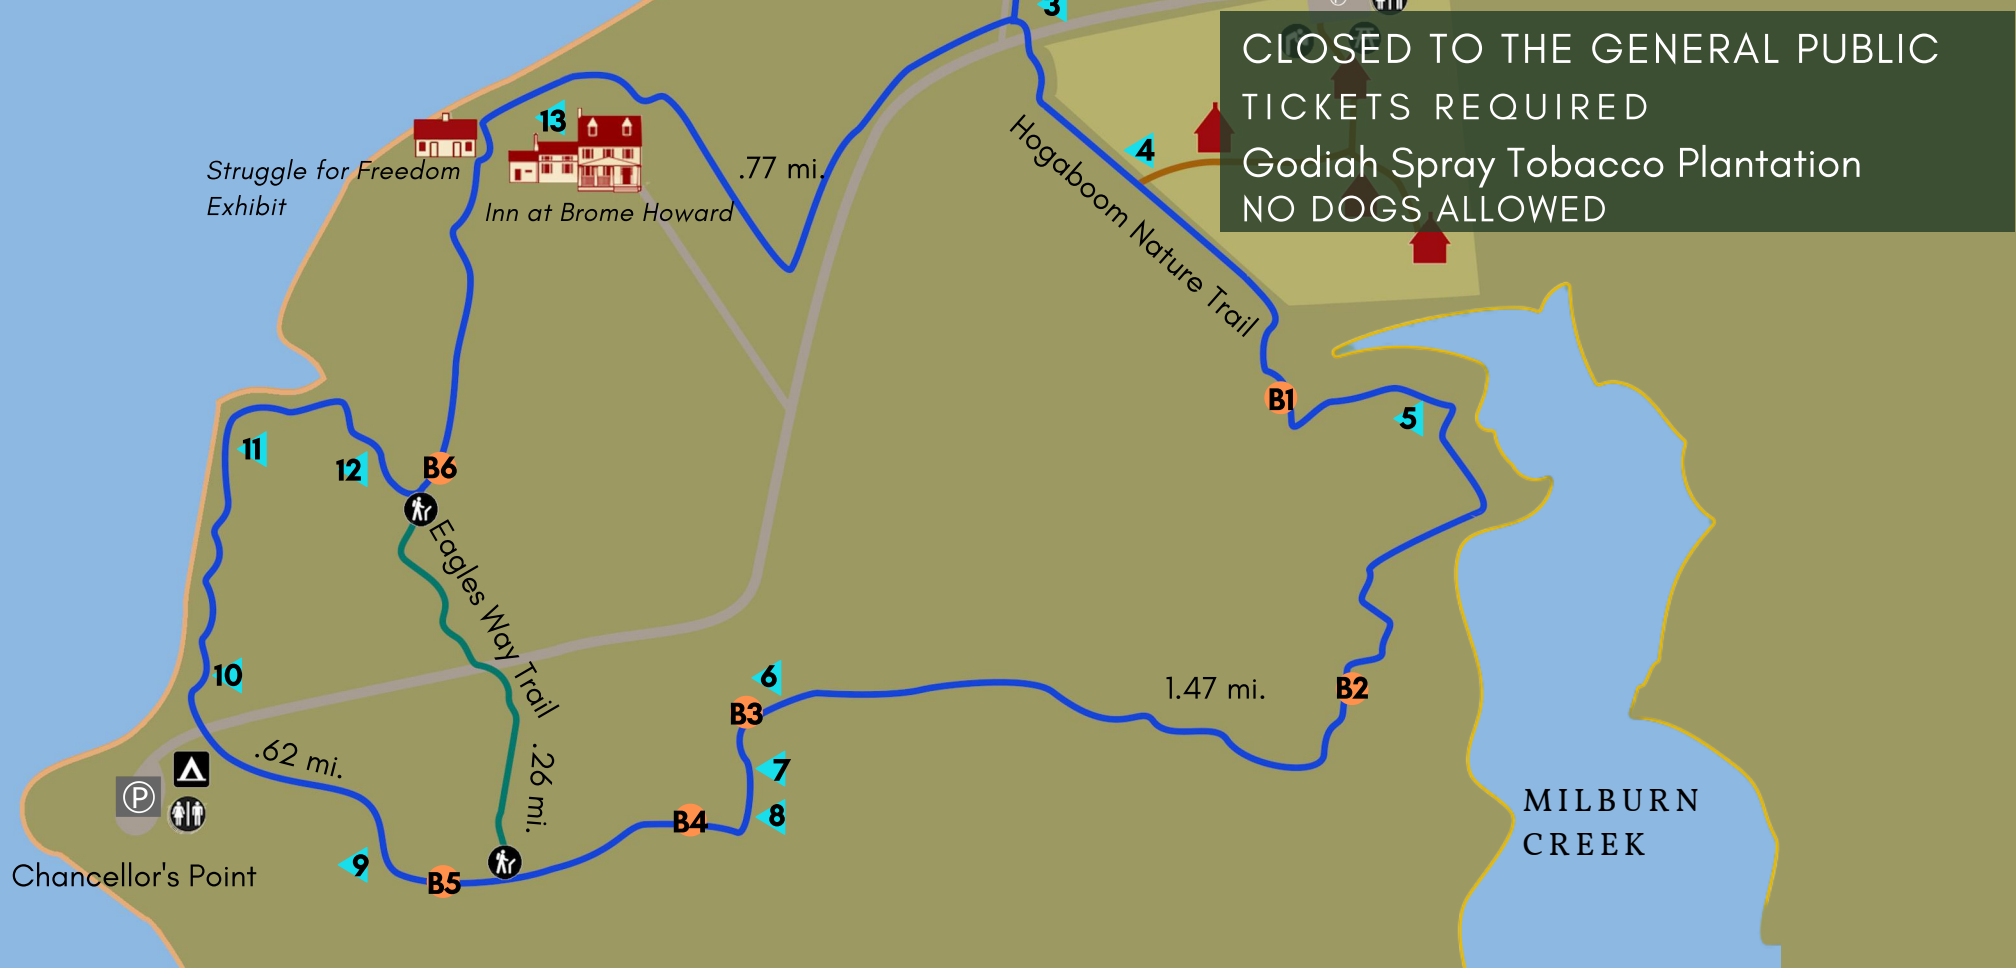 3
CLOSED TO THE GENERAL PUBLIC
TICKETS REQUIRED
Godiah Spray Tobacco Plantation
NO DOGS ALLOWED
13
Struggle for Freedom
Exhibit
Inn at Brome Howard
.77 mi.
Hogaboom Nature Trail
4
B1
5
11
12
B6
Eagles Way Trail
10
6
B3
1.47 mi.
B2
.62 mi.
.26 mi.
7
P
8
B4
MILBURN
CREEK
Chancellor's Point
9
B5